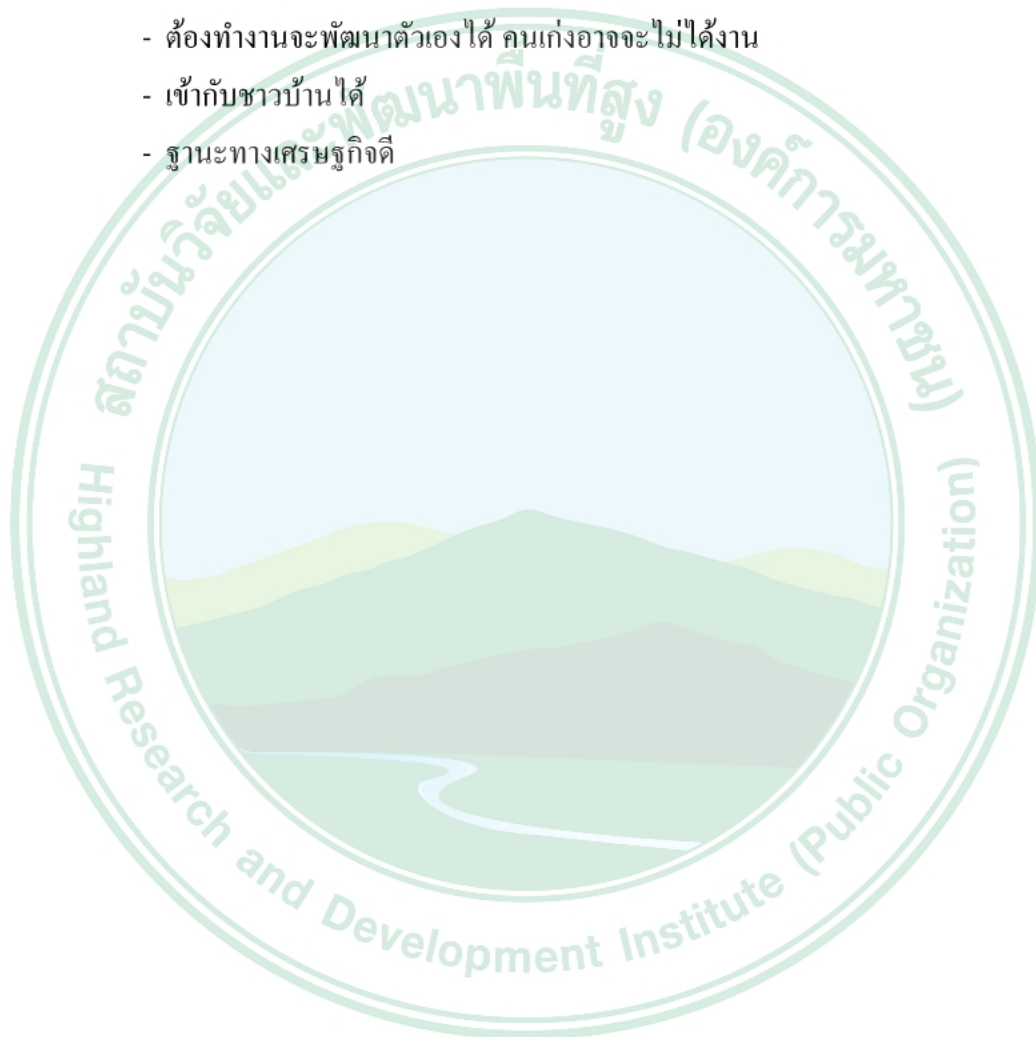 - ต้องทำงานจะพัฒนาตัวเองได้ คนเก่งอาจจะไม่ได้งาน
- เข้ากับชาวบ้านได้
- ฐานะทางเศรษฐกิจดี
สถาบันวิจัยและพัฒนาพื้นที่สูง (องค์การมหาชน)
Highland Research and Development Institute (Public Organization)